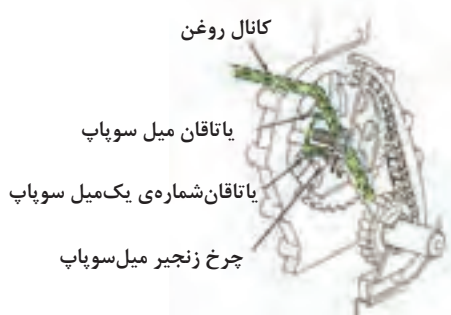 کانال روغن
یاتاقان میل سوپاپ
یاتاقان‌شماره‌ی یک‌میل سوپاپ
چرخ زنجیر میل‌سوپاپ